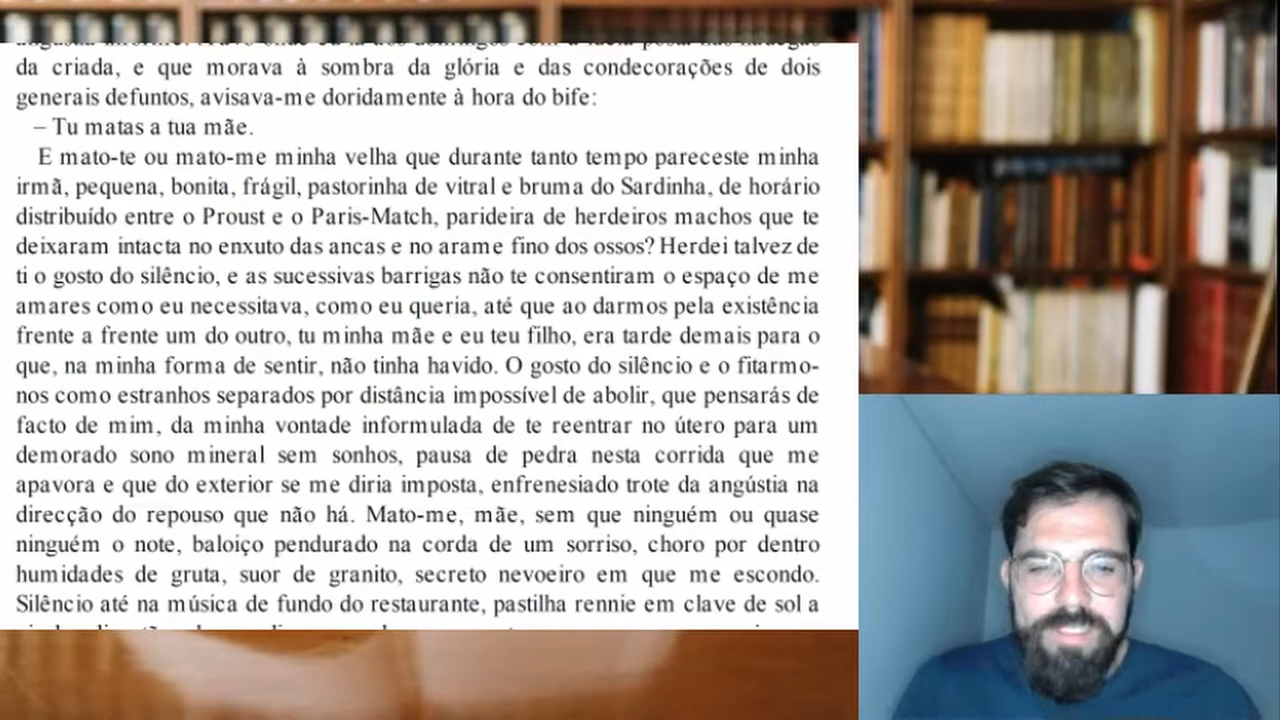 da criada, e que morava à sombra da glória e das condecorações de dois
generais defuntos, avisava-me doridamente à hora do bife:
– Tu matas a tua mãe.
E mato-te ou mato-me minha velha que durante tanto tempo pareceste minha
irmã, pequena, bonita, frágil, pastorinha de vitral e bruma do Sardinha, de horário
distribuído entre o Proust e o Paris-Match, parideira de herdeiros machos que te
deixaram intacta no enxuto das ancas e no arame fino dos ossos? Herdei talvez de
ti o gosto do silêncio, e as sucessivas barrigas não te consentiram o espaço de me
amares como eu necessitava, como eu queria, até que ao darmos pela existência
frente a frente um do outro, tu minha mãe e eu teu filho, era tarde demais para o
que, na minha forma de sentir, não tinha havido. O gosto do silêncio e o fitarmo-
nos como estranhos separados por distância impossível de abolir, que pensarás de
facto de mim, da minha vontade informulada de te reentrar no útero para um
demorado sono mineral sem sonhos, pausa de pedra nesta corrida que me
apavora e que do exterior se me diria imposta, enfrenesiado trote da angústia na
direcção do repouso que não há. Mato-me, mãe, sem que ninguém ou quase
ninguém o note, baloiço pendurado na corda de um sorriso, choro por dentro
humidades de gruta, suor de granito, secreto nevoeiro em que me escondo.
Silêncio até na música de fundo do restaurante, pastilha rennie em clave de sol a